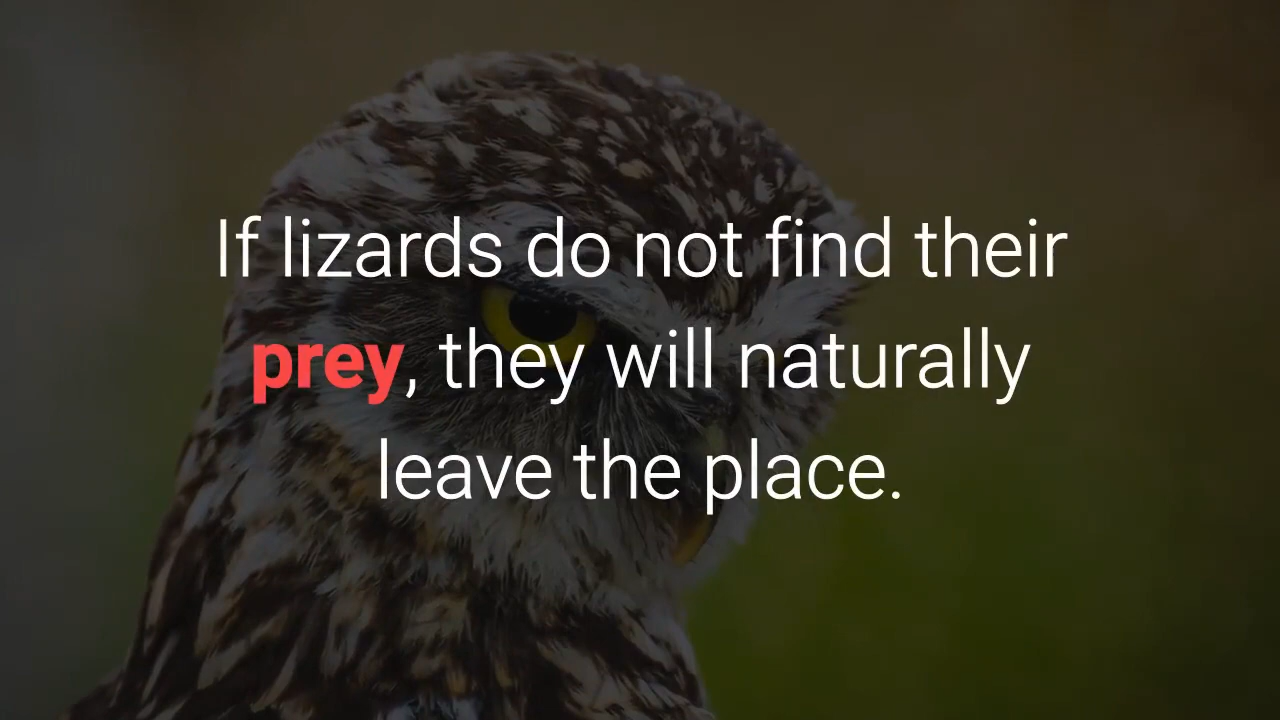 If lizards do not find their
prey, they will naturally
leave the place.